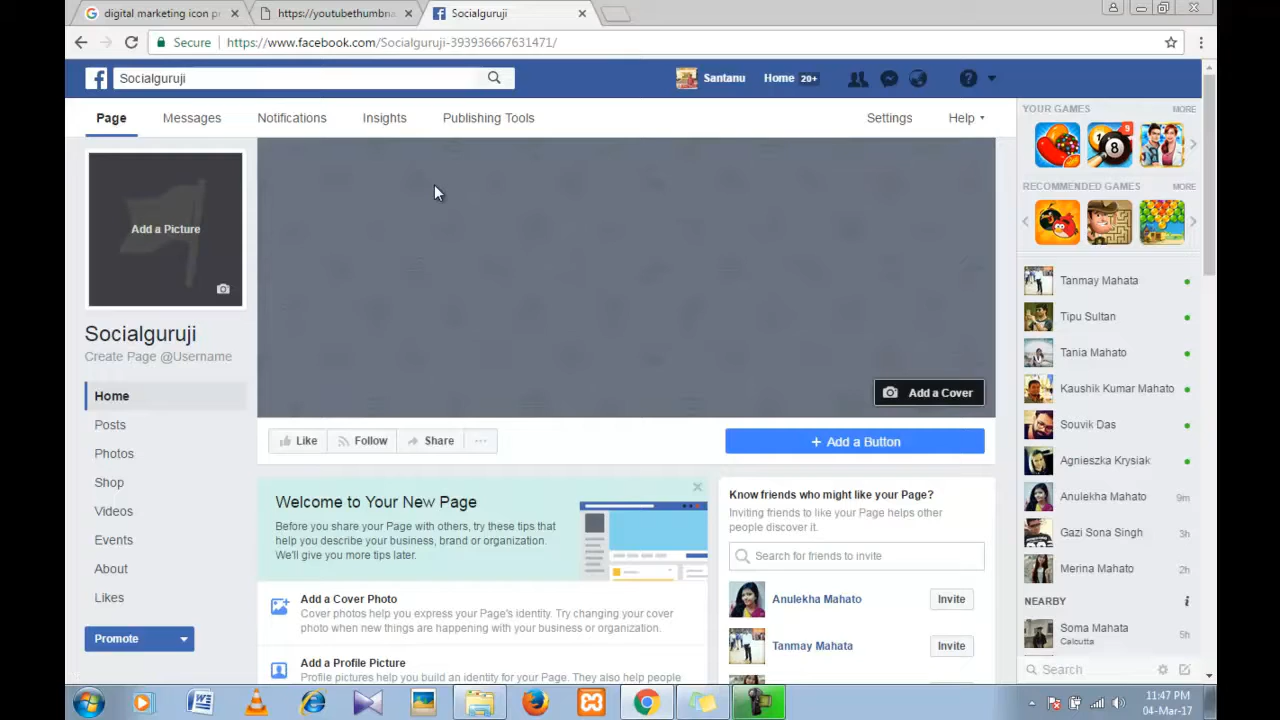 digital marketing icon pr
https://youtubethumbna
Socialguruji
Secure
https://www.facebook.com/Socialguruji-393936667631471/
Socialguruji
Santanu
Home 20+
Page
Messages
Notifications
Insights
Publishing Tools
Settings
Help
YOUR GAMES
MORE
8
9
RECOMMENDED GAMES
MORE
Add a Picture
Socialguruji
Create Page @Username
Home
Posts
Photos
Shop
Videos
Events
About
Likes
Promote
Add a Cover
Like
Follow
Share
...
+ Add a Button
Welcome to Your New Page
Before you share your Page with others, try these tips that
help you describe your business, brand or organization.
We'll give you more tips later.
Add a Cover Photo
Cover photos help you express your Page's identity. Try changing your cover
photo when new things are happening with your business or organization.
Add a Profile Picture
Profile pictures help you build an identity for your Page. They also help people
Know friends who might like your Page?
Inviting friends to like your Page helps other
people discover it.
Search for friends to invite
Anulekha Mahato
Invite
Tanmay Mahata
Invite
Tanmay Mahata
Tipu Sultan
Tania Mahato
Kaushik Kumar Mahato
Souvik Das
Agnieszka Krysiak
Anulekha Mahato 9m
Gazi Sona Singh 3h
Merina Mahato 2h
NEARBY
Soma Mahata 5h
Calcutta
Search
11:47 PM
04-Mar-17